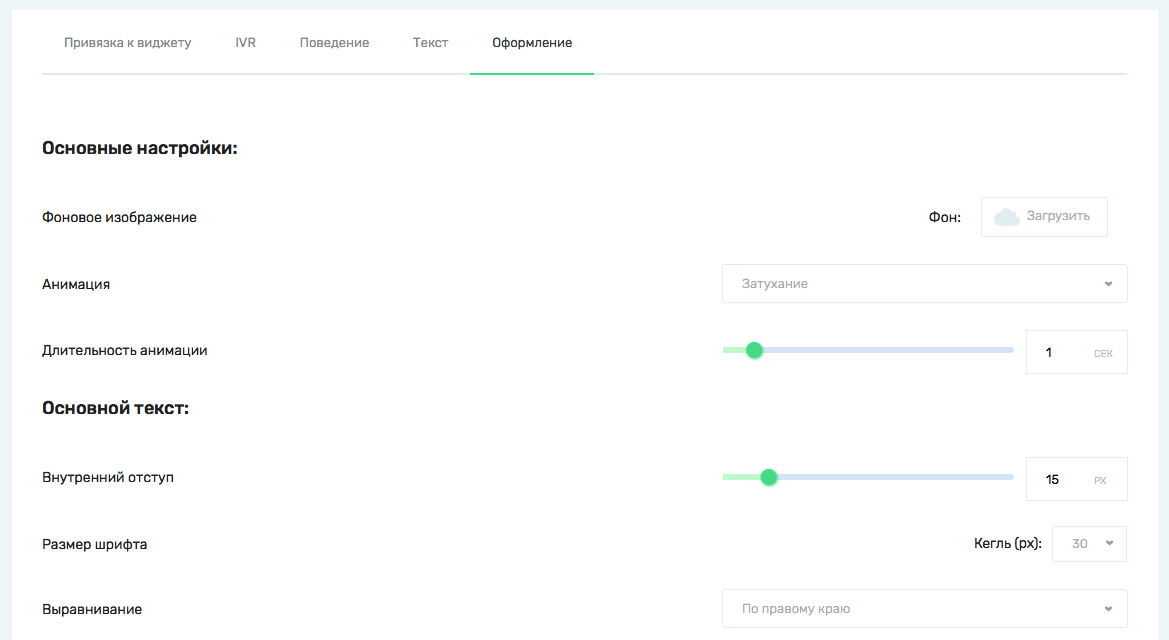 Привязка к виджету IVR Поведение Текст Оформление
Основные настройки:
Фоновое изображение Фон: Загрузить
Анимация Затухание
Длительность анимации 1 СЕК
Основной текст:
Внутренний отступ 15 PX
Размер шрифта Кегль (px): 30
Выравнивание По правому краю